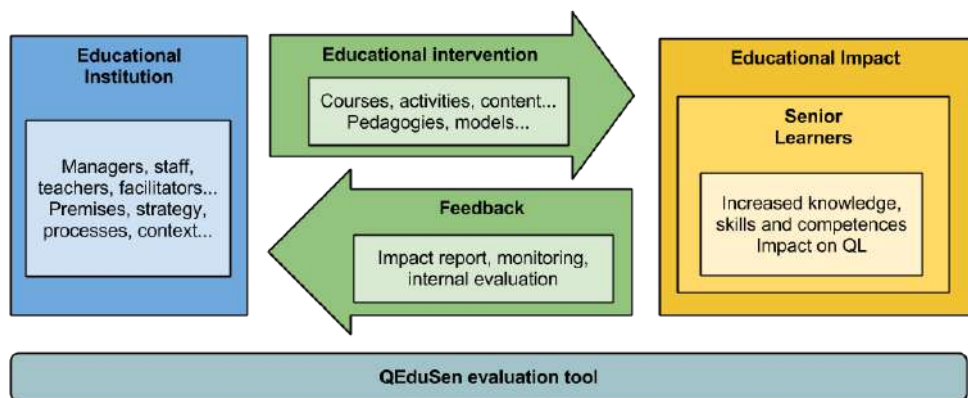 Educational
Institution
Managers, staff,
teachers, facilitators...
Premises, strategy,
processes, context...
Educational intervention
Courses, activities, content...
Pedagogies, models...
Feedback
Impact report, monitoring,
internal evaluation
Educational Impact
Senior
Learners
Increased knowledge,
skills and competences
Impact on QL
QEduSen evaluation tool